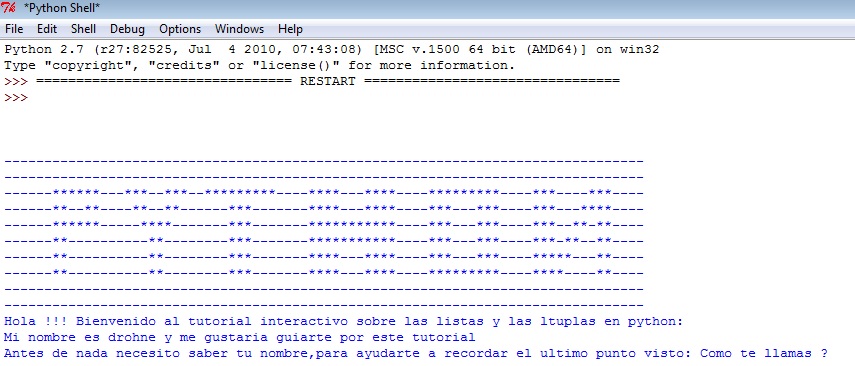 *Python Shell*
File Edit Shell Debug Options Windows Help
Python 2.7 (r27:82525, Jul  4 2010, 07:43:08) [MSC v.1500 64 bit (AMD64)] on win32
Type "copyright", "credits" or "license()" for more information.
>>> ================================ RESTART ================================
>>>
--------------------------------------------------------------------------------
--------------------------------------------------------------------------------
------******---***--***--*********----****---****----*********----***----***----
------**--**----**--**------***-------****---****----***---***----***---****----
------******-----****-------***-------***********----***---***----***--**-**----
------**----------**--------***-------***********----***---***----***-**--**----
------**----------**--------***-------****---****----***---***----*****---**----
------**----------**--------***-------****---****----*********----****----**----
--------------------------------------------------------------------------------
--------------------------------------------------------------------------------
Hola !!! Bienvenido al tutorial interactivo sobre las listas y las ltuplas en python:
Mi nombre es drohne y me gustaria guiarte por este tutorial
Antes de nada necesito saber tu nombre,para ayudarte a recordar el ultimo punto visto: Como te llamas ?